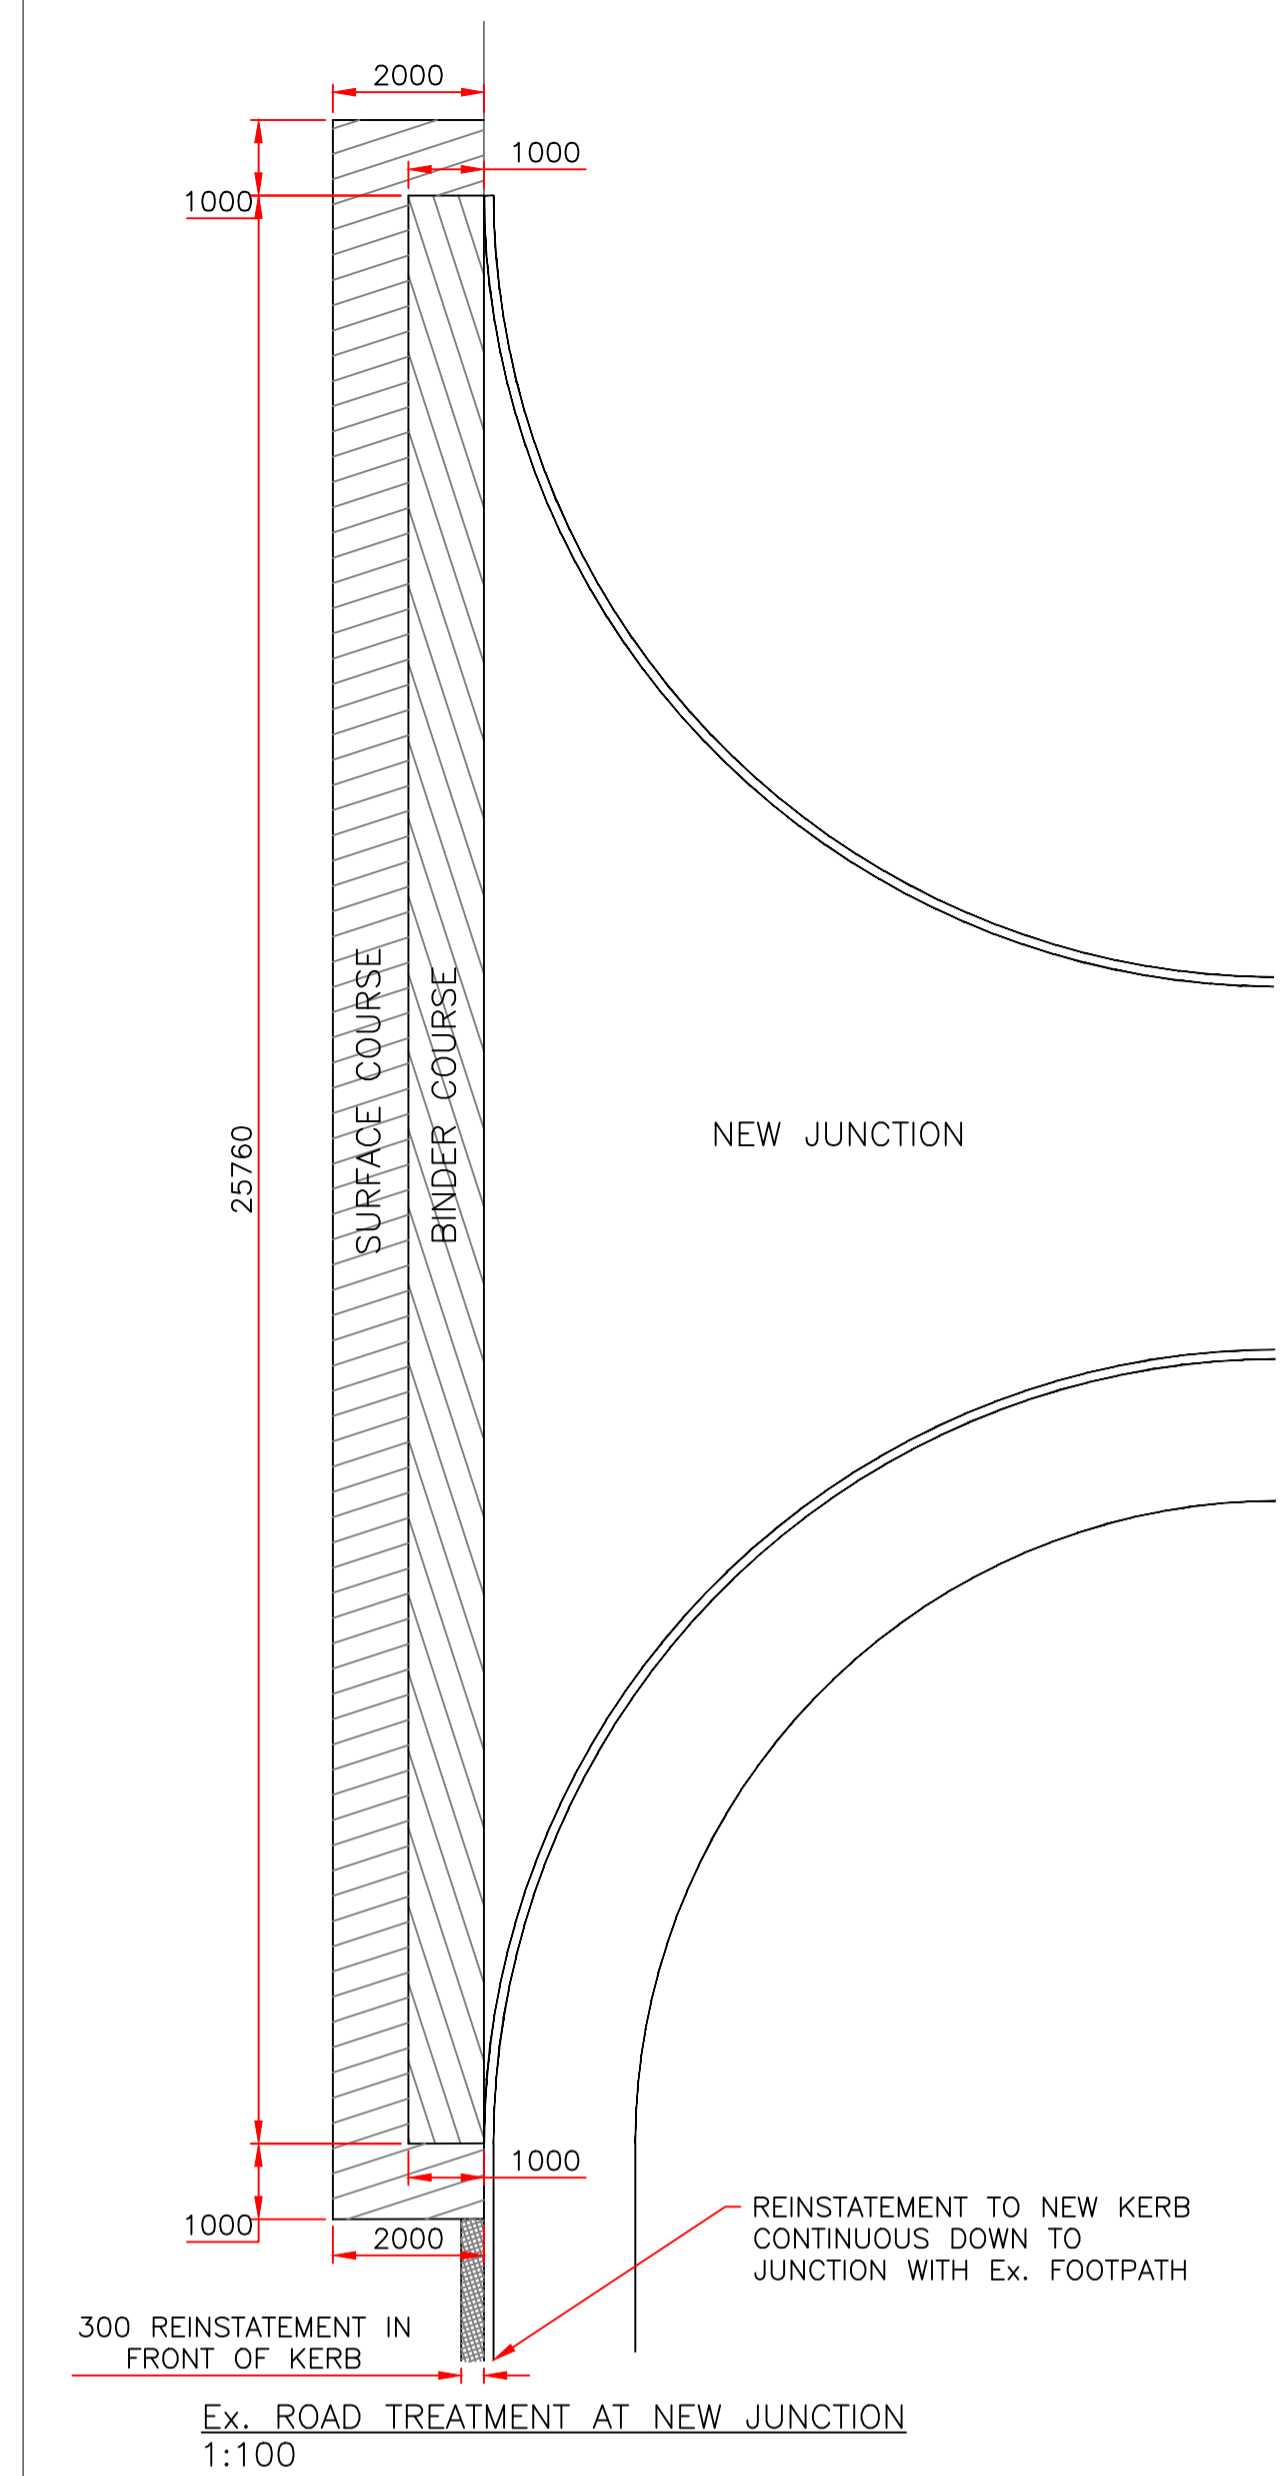 2000
1000
1000
25760
SURFACE COURSE
BINDER COURSE
NEW JUNCTION
1000
1000
2000
REINSTATEMENT TO NEW KERB
CONTINUOUS DOWN TO
JUNCTION WITH Ex. FOOTPATH
300 REINSTATEMENT IN
FRONT OF KERB
Ex. ROAD TREATMENT AT NEW JUNCTION
1:100